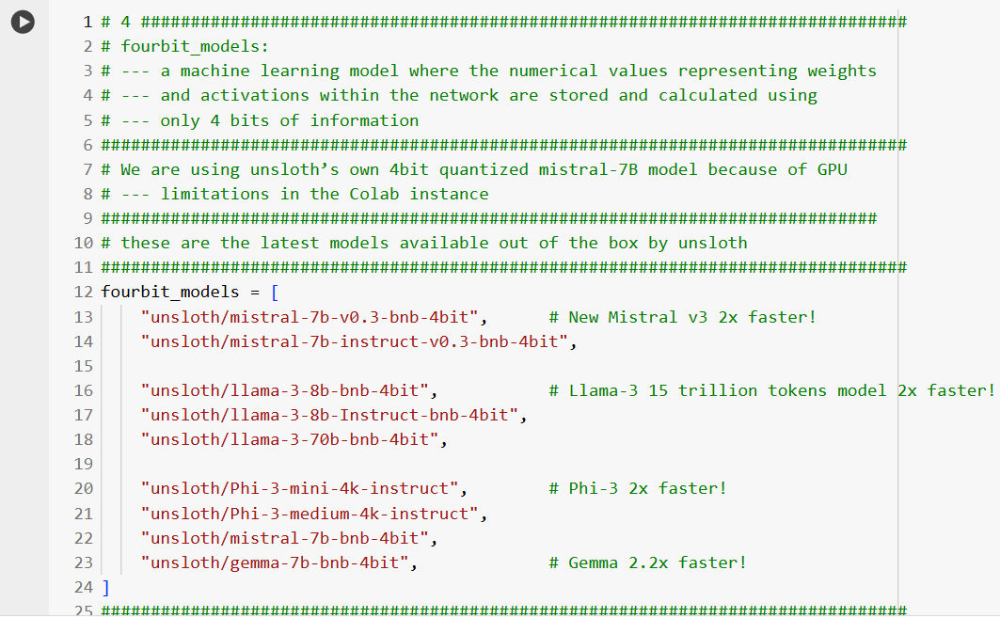 1 # 4 #############################################################################
2 # fourbit_models:
3 # --- a machine learning model where the numerical values representing weights
4 # --- and activations within the network are stored and calculated using
5 # --- only 4 bits of information
6 #################################################################################
7 # We are using unsloth’s own 4bit quantized mistral-7B model because of GPU
8 # --- limitations in the Colab instance
9 ##############################################################################
10 # these are the latest models available out of the box by unsloth
11 #################################################################################
12 fourbit_models = [
13 "unsloth/mistral-7b-v0.3-bnb-4bit", # New Mistral v3 2x faster!
14 "unsloth/mistral-7b-instruct-v0.3-bnb-4bit",
15
16 "unsloth/llama-3-8b-bnb-4bit", # Llama-3 15 trillion tokens model 2x faster!
17 "unsloth/llama-3-8b-Instruct-bnb-4bit",
18 "unsloth/llama-3-70b-bnb-4bit",
19
20 "unsloth/Phi-3-mini-4k-instruct", # Phi-3 2x faster!
21 "unsloth/Phi-3-medium-4k-instruct",
22 "unsloth/mistral-7b-bnb-4bit",
23 "unsloth/gemma-7b-bnb-4bit", # Gemma 2.2x faster!
24 ]
25 #################################################################################